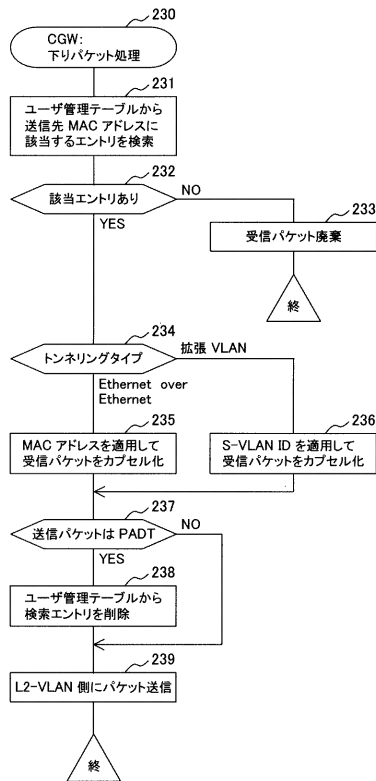 230
CGW:
下りパケット処理
231
ユーザ管理テーブルから
送信先 MAC アドレスに
該当するエントリを検索
232
該当エントリあり
NO
YES
233
受信パケット廃棄
終
234
トンネリングタイプ
拡張 VLAN
Ethernet over
Ethernet
235
MAC アドレスを適用して
受信パケットをカプセル化
236
S-VLAN ID を適用して
受信パケットをカプセル化
237
送信パケットは PADT
NO
YES
238
ユーザ管理テーブルから
検索エントリを削除
239
L2-VLAN 側にパケット送信
終